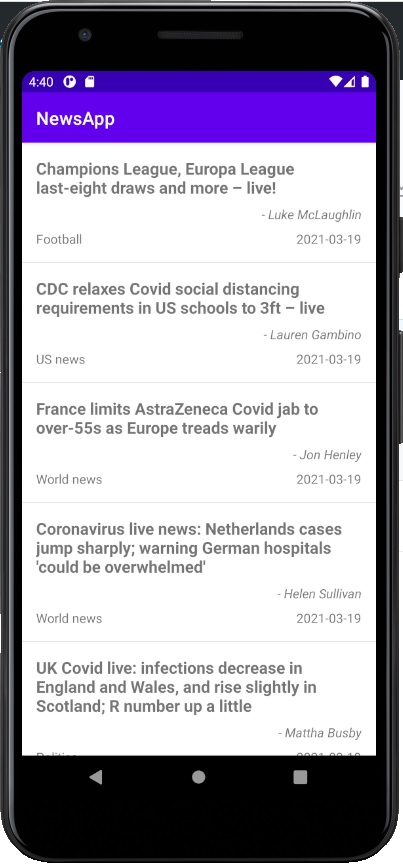 4:40
NewsApp
Champions League, Europa League
last-eight draws and more – live!
- Luke McLaughlin
Football 2021-03-19
CDC relaxes Covid social distancing
requirements in US schools to 3ft – live
- Lauren Gambino
US news 2021-03-19
France limits AstraZeneca Covid jab to
over-55s as Europe treads warily
- Jon Henley
World news 2021-03-19
Coronavirus live news: Netherlands cases
jump sharply; warning German hospitals
'could be overwhelmed'
- Helen Sullivan
World news 2021-03-19
UK Covid live: infections decrease in
England and Wales, and rise slightly in
Scotland; R number up a little
- Mattha Busby